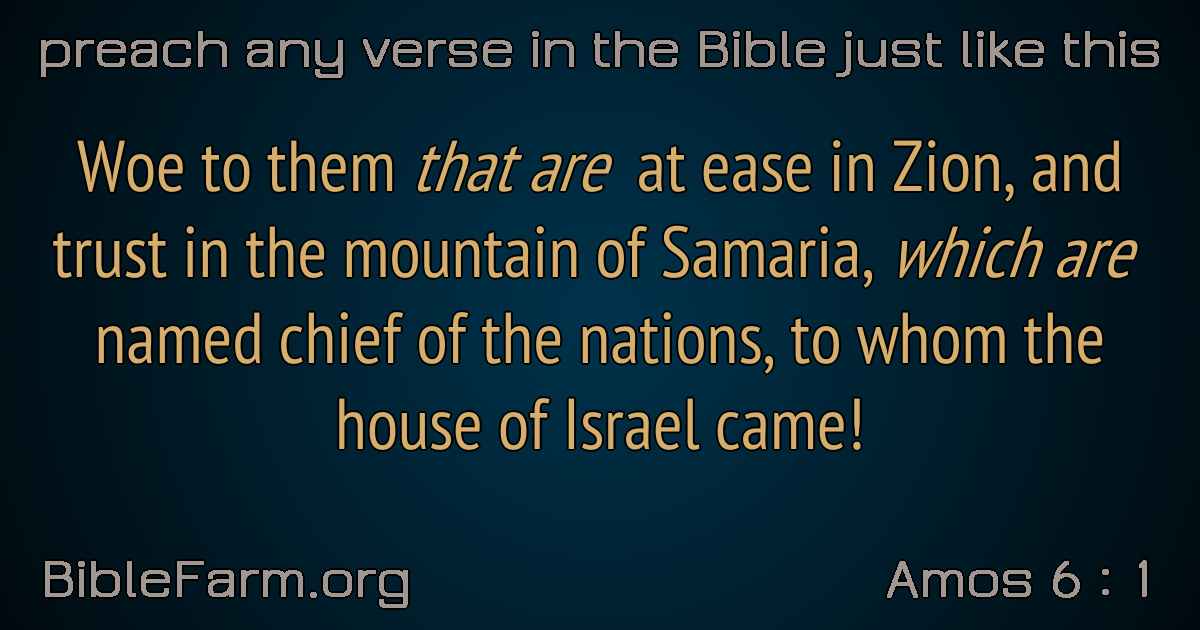 preach any verse in the Bible just like this
Woe to them that are at ease in Zion, and
trust in the mountain of Samaria, which are
named chief of the nations, to whom the
house of Israel came!
BibleFarm.org
Amos 6 : 1